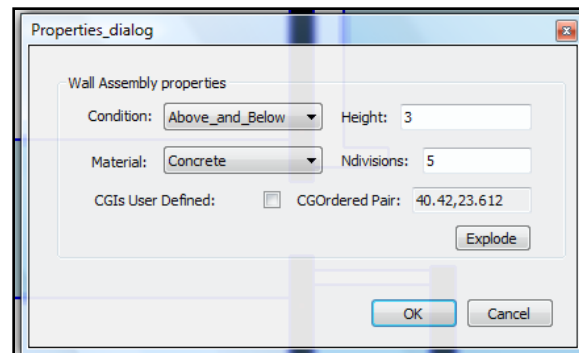 Properties_dialog
Wall Assembly properties
Condition: Above_and_Below Height: 3
Material: Concrete Ndivisions: 5
CGIs User Defined: CGOrdered Pair: 40.42,23.612
Explode
OK Cancel